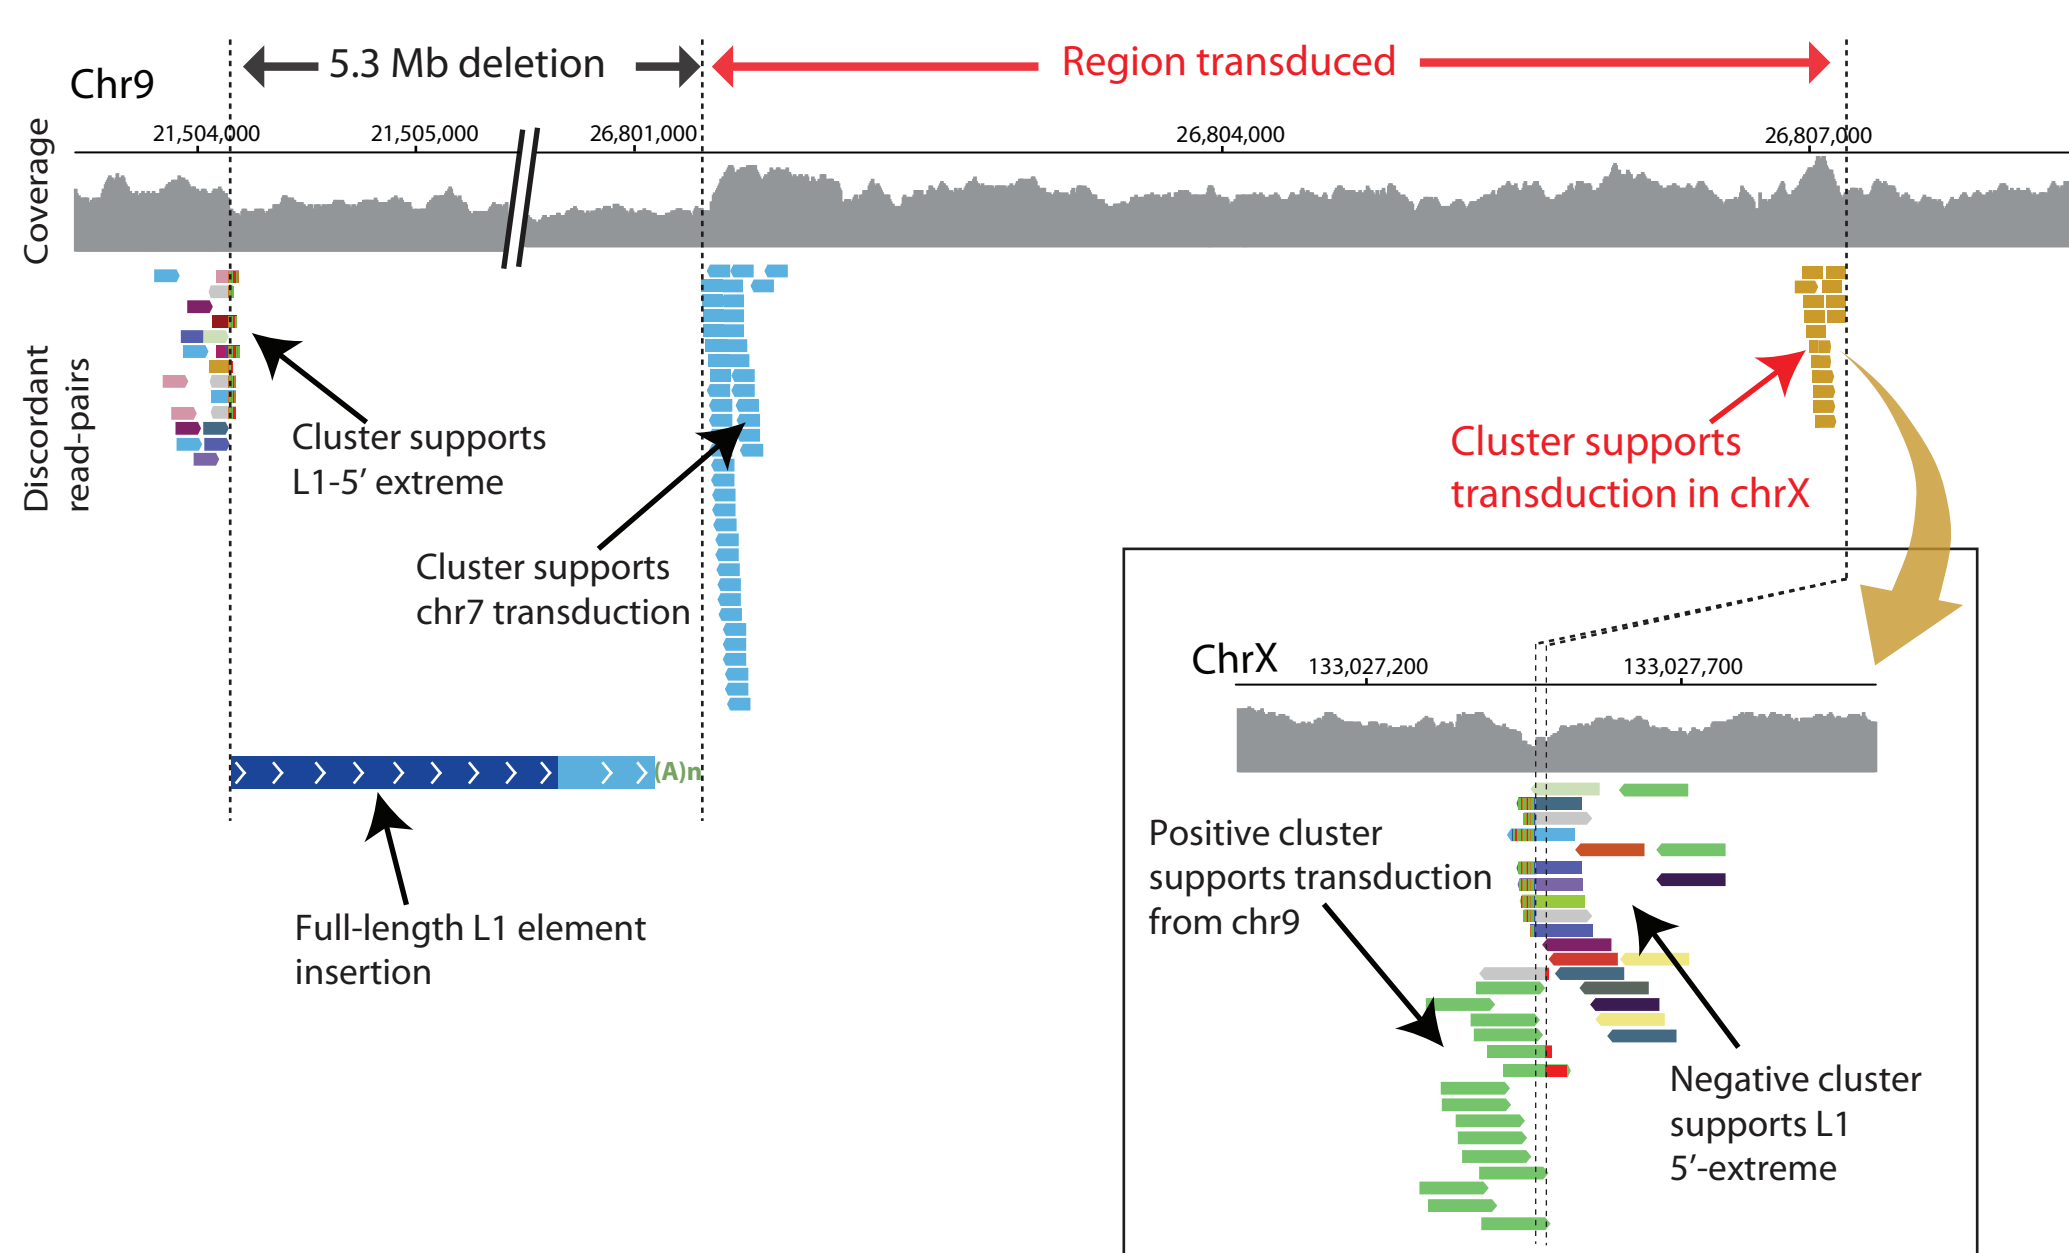 5.3 Mb deletion
Region transduced
Chr9
21,504,000
21,505,000
26,801,000
26,804,000
26,807,000
Coverage
Discordant
read-pairs
Cluster supports
L1-5′ extreme
Cluster supports
chr7 transduction
Cluster supports
transduction in chrX
(A)n
Full-length L1 element
insertion
ChrX
133,027,200
133,027,700
Positive cluster
supports transduction
from chr9
Negative cluster
supports L1
5′-extreme